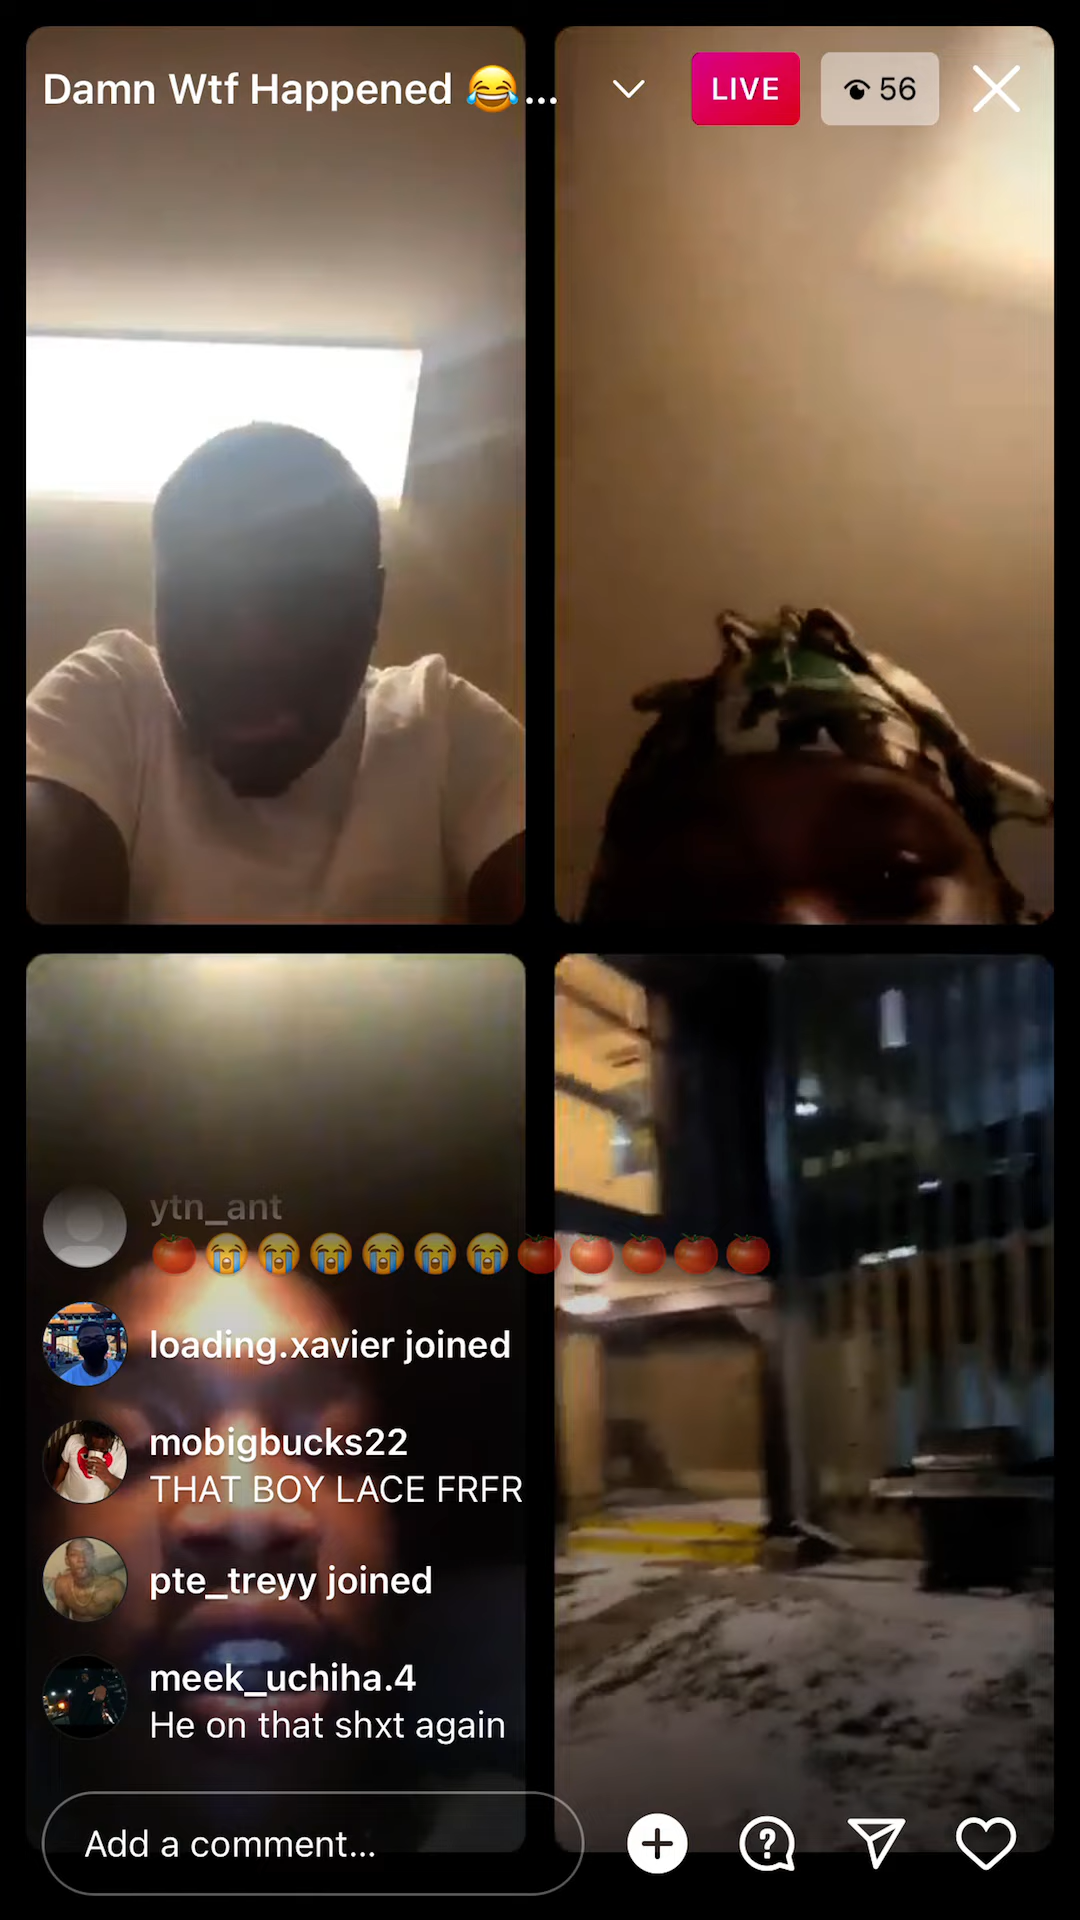 Damn Wtf Happened 😂...
LIVE
56
ytn_ant
🍅😭😭😭😭😭😭🍅🍅🍅🍅🍅
loading.xavier joined
mobigbucks22
THAT BOY LACE FRFR
pte_treyy joined
meek_uchiha.4
He on that shxt again
Add a comment...